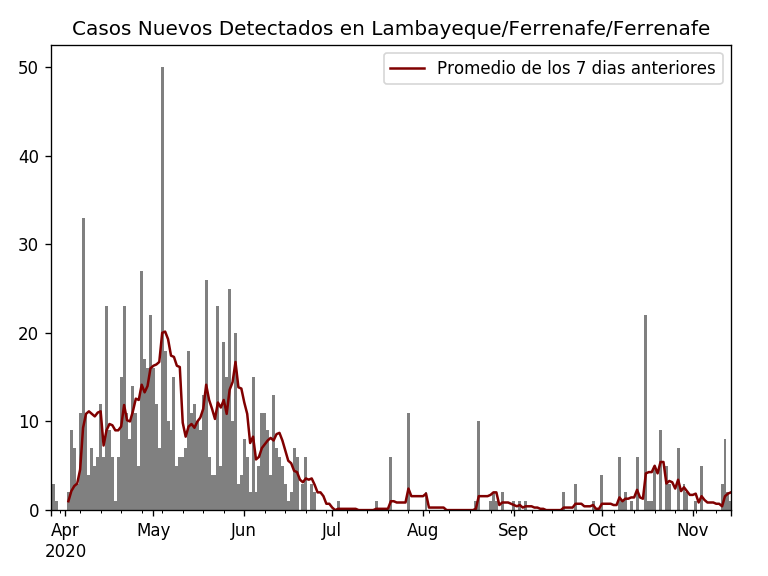 Casos Nuevos Detectados en Lambayeque/Ferrenafe/Ferrenafe
Promedio de los 7 dias anteriores
50
40
30
20
10
0
Apr May Jun Jul Aug Sep Oct Nov
2020